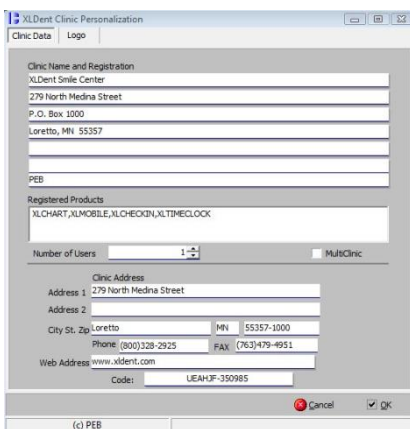 XLDent Clinic Personalization
Clinic Data Logo
Clinic Name and Registration
XLDent Smile Center
279 North Medina Street
P.O. Box 1000
Loretto, MN 55357
PEB
Registered Products
XLCHART,XLMOBILE,XLCHECKIN,XLTIMECLOCK
Number of Users 1 MultiClinic
Clinic Address
Address 1 279 North Medina Street
Address 2
City St. Zip Loretto MN 55357-1000
Phone (800)328-2925 FAX (763)479-4951
Web Address www.xldent.com
Code: UEAHJF-350985
Cancel OK
(c) PEB